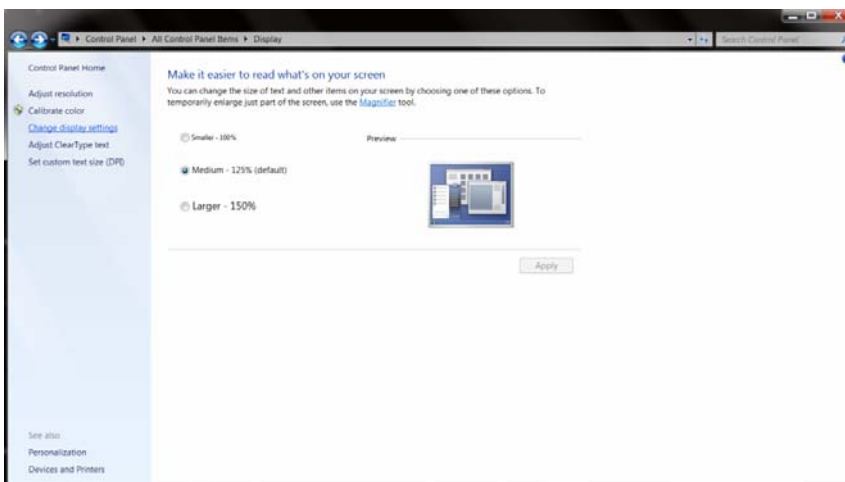 Control Panel ▸ All Control Panel Items ▸ Display
Search Control Panel
Control Panel Home
Adjust resolution
Calibrate color
Change display settings
Adjust ClearType text
Set custom text size (DPI)
Make it easier to read what's on your screen
You can change the size of text and other items on your screen by choosing one of these options. To
temporarily enlarge just part of the screen, use the Magnifier tool.
Smaller - 100%
Preview
Medium - 125% (default)
Larger - 150%
Apply
See also
Personalization
Devices and Printers